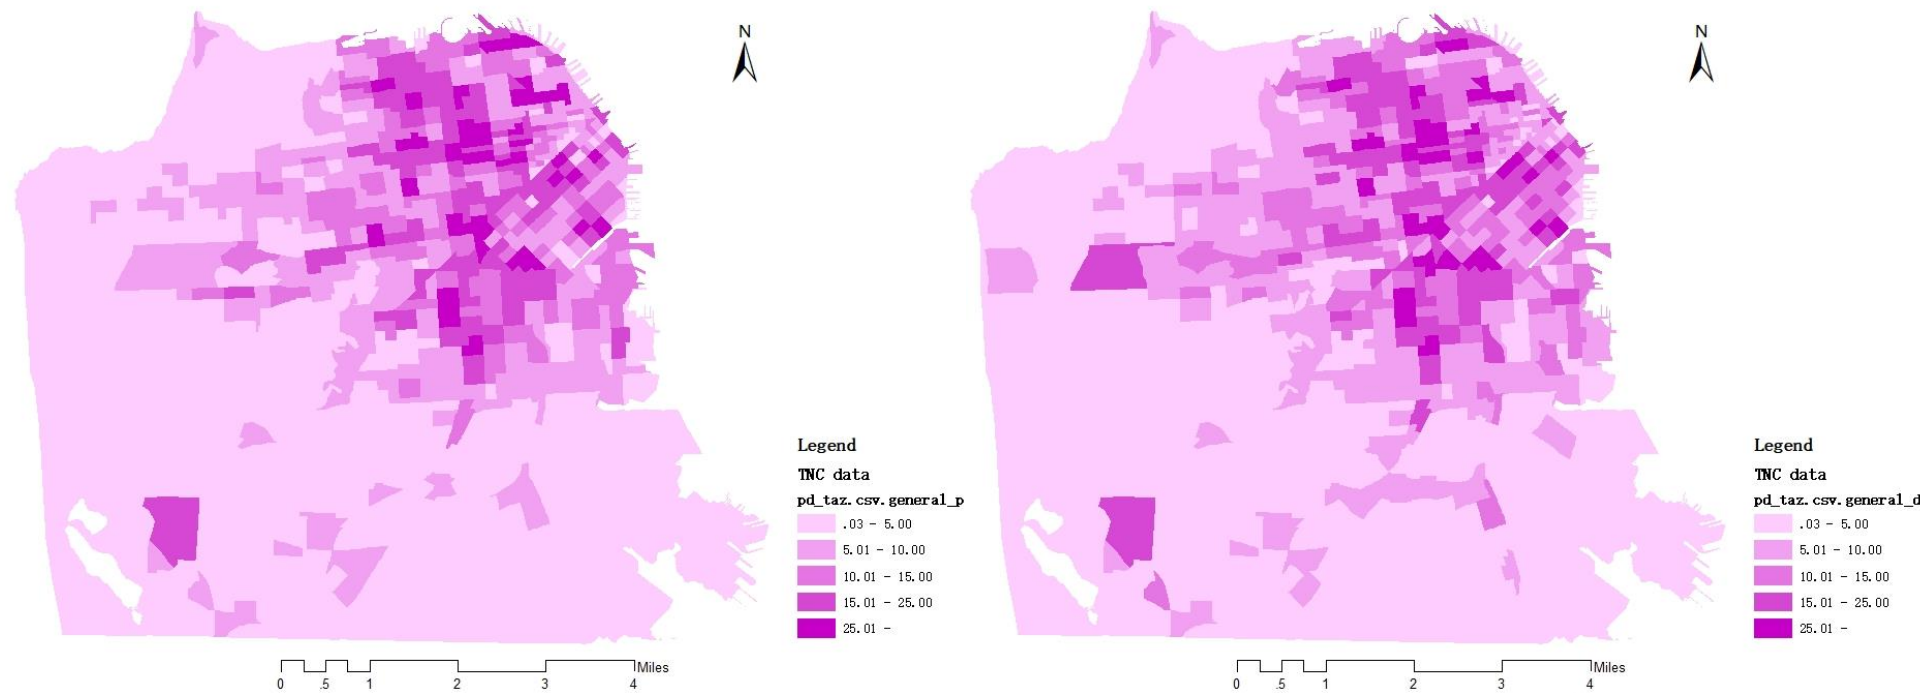 N
Legend
TNC data
pd_taz.csv.general_p
.03 - 5.00
5.01 - 10.00
10.01 - 15.00
15.01 - 25.00
25.01 -
0 .5 1 2 3 4 Miles
N
Legend
TNC data
pd_taz.csv.general_d
.03 - 5.00
5.01 - 10.00
10.01 - 15.00
15.01 - 25.00
25.01 -
0 .5 1 2 3 4 Miles